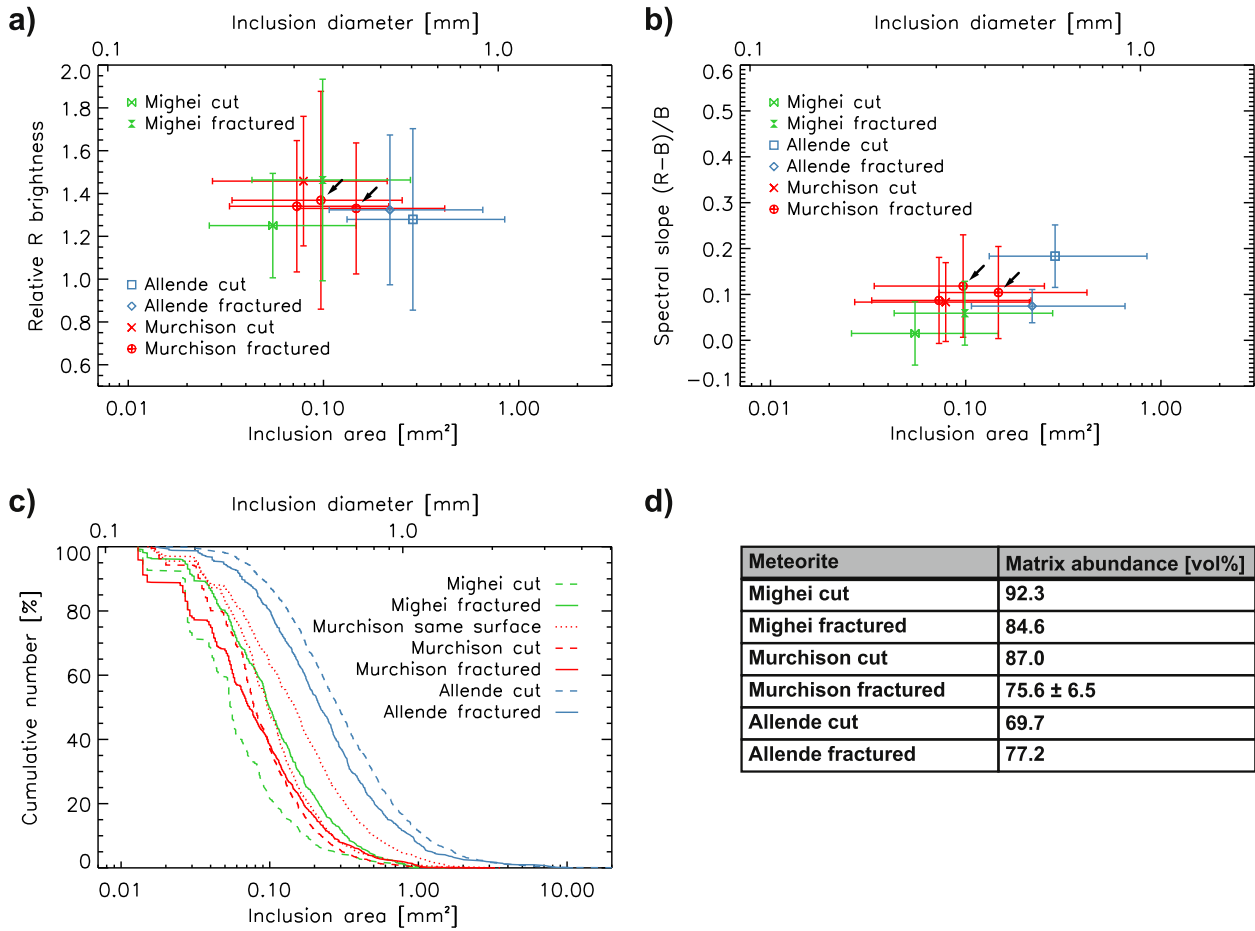 a)
Inclusion diameter [mm]
0.1 1.0
2.0
1.8
1.6
1.4
1.2
1.0
0.8
0.6
Relative R brightness
Mighei cut
Mighei fractured
Allende cut
Allende fractured
Murchison cut
Murchison fractured
0.01 0.10 1.00
Inclusion area [mm²]
b)
Inclusion diameter [mm]
0.1 1.0
0.6
0.5
0.4
0.3
0.2
0.1
0.0
−0.1
Spectral slope (R−B)/B
Mighei cut
Mighei fractured
Allende cut
Allende fractured
Murchison cut
Murchison fractured
0.01 0.10 1.00
Inclusion area [mm²]
c)
Inclusion diameter [mm]
0.1 1.0
100
80
60
40
20
0
Cumulative number [%]
Mighei cut
Mighei fractured
Murchison same surface
Murchison cut
Murchison fractured
Allende cut
Allende fractured
0.01 0.10 1.00 10.00
Inclusion area [mm²]
d)
Meteorite Matrix abundance [vol%]
Mighei cut 92.3
Mighei fractured 84.6
Murchison cut 87.0
Murchison fractured 75.6 ± 6.5
Allende cut 69.7
Allende fractured 77.2